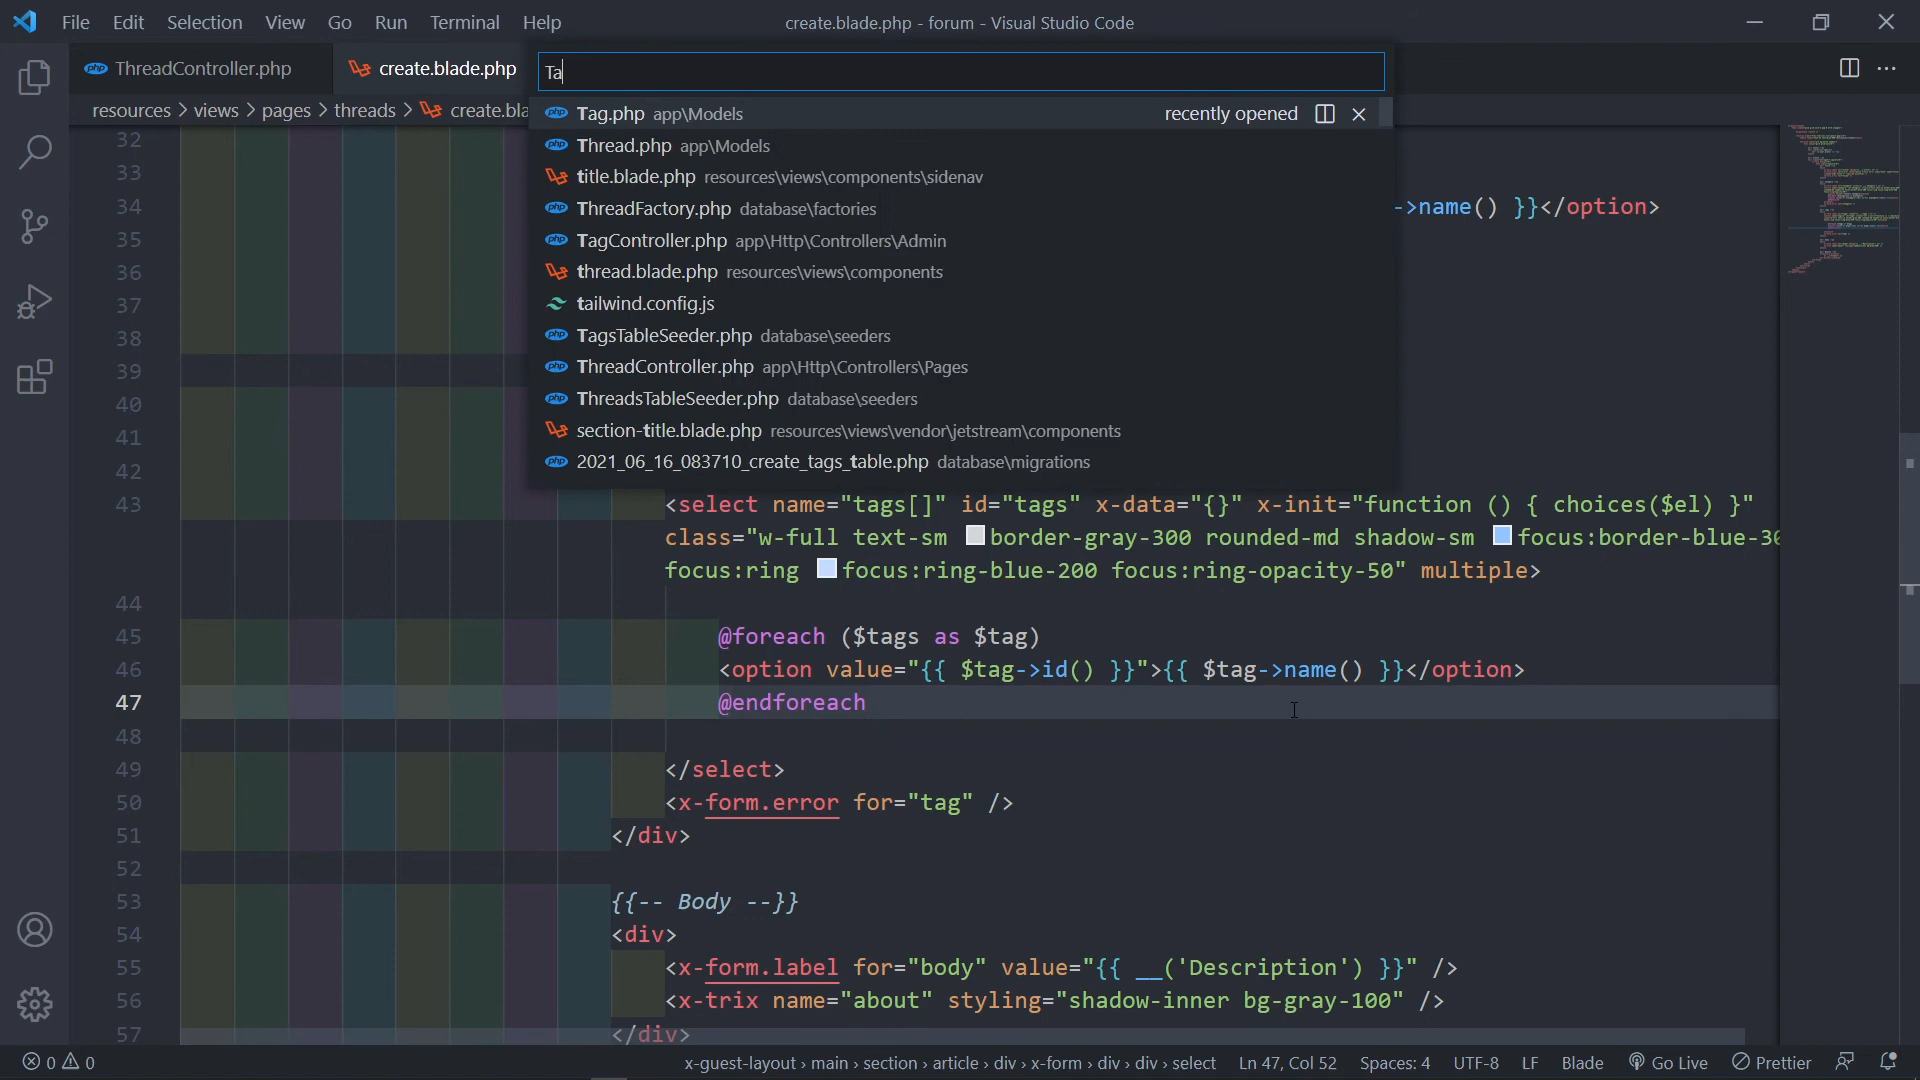 File Edit Selection View Go Run Terminal Help create.blade.php - forum - Visual Studio Code
ThreadController.php create.blade.php
Ta
resources > views > pages > threads > create.bla
Tag.php app\Models recently opened
Thread.php app\Models
title.blade.php resources\views\components\sidenav
ThreadFactory.php database\factories
TagController.php app\Http\Controllers\Admin
thread.blade.php resources\views\components
tailwind.config.js
TagsTableSeeder.php database\seeders
ThreadController.php app\Http\Controllers\Pages
ThreadsTableSeeder.php database\seeders
section-title.blade.php resources\views\vendor\jetstream\components
2021_06_16_083710_create_tags_table.php database\migrations
32
33
34 ->name() }}</option>
35
36
37
38
39
40
41
42
43 <select name="tags[]" id="tags" x-data="{}" x-init="function () { choices($el) }"
class="w-full text-sm border-gray-300 rounded-md shadow-sm focus:border-blue-30
focus:ring focus:ring-blue-200 focus:ring-opacity-50" multiple>
44
45 @foreach ($tags as $tag)
46 <option value="{{ $tag->id() }}">{{ $tag->name() }}</option>
47 @endforeach
48
49 </select>
50 <x-form.error for="tag" />
51 </div>
52
53 {{-- Body --}}
54 <div>
55 <x-form.label for="body" value="{{ __('Description') }}" />
56 <x-trix name="about" styling="shadow-inner bg-gray-100" />
57 </div>
0 0 x-guest-layout › main › section › article › div › x-form › div › div › select Ln 47, Col 52 Spaces: 4 UTF-8 LF Blade Go Live Prettier